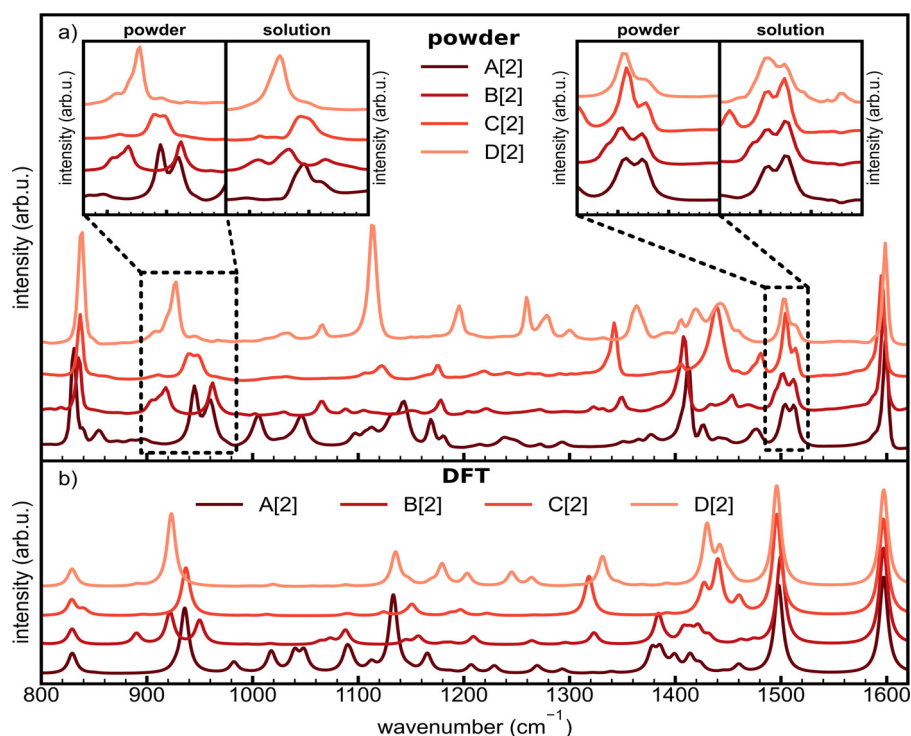 a)
powder
solution
powder
powder
solution
intensity (arb.u.)
intensity (arb.u.)
intensity (arb.u.)
intensity (arb.u.)
A[2]
B[2]
C[2]
D[2]
intensity (arb.u.)
b)
DFT
A[2]
B[2]
C[2]
D[2]
intensity (arb.u.)
800
900
1000
1100
1200
1300
1400
1500
1600
wavenumber (cm⁻¹)